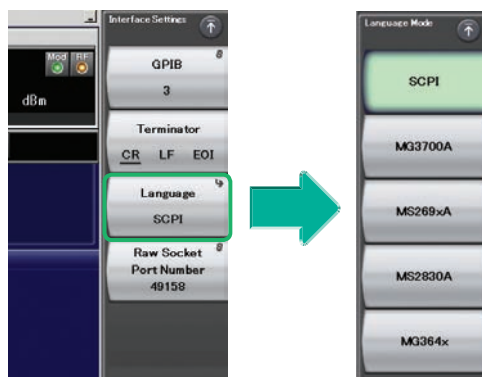 Interface Settings
Mod RF
dBm
GPIB
3
Terminator
CR LF EOI
Language
SCPI
Raw Socket
Port Number
49158
Language Mode
SCPI
MG3700A
MS269xA
MS2830A
MG364x